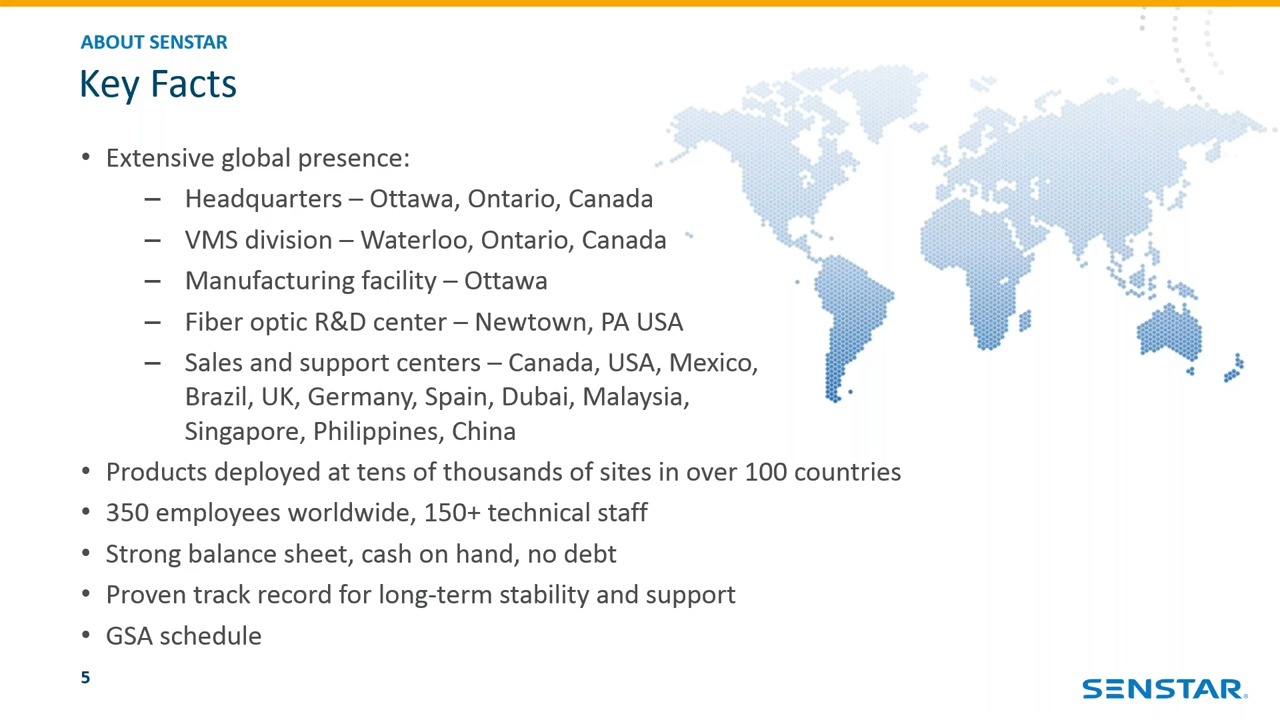 ABOUT SENSTAR
Key Facts
• Extensive global presence:
– Headquarters – Ottawa, Ontario, Canada
– VMS division – Waterloo, Ontario, Canada
– Manufacturing facility – Ottawa
– Fiber optic R&D center – Newtown, PA USA
– Sales and support centers – Canada, USA, Mexico,
Brazil, UK, Germany, Spain, Dubai, Malaysia,
Singapore, Philippines, China
• Products deployed at tens of thousands of sites in over 100 countries
• 350 employees worldwide, 150+ technical staff
• Strong balance sheet, cash on hand, no debt
• Proven track record for long-term stability and support
• GSA schedule
5
SENSTAR®